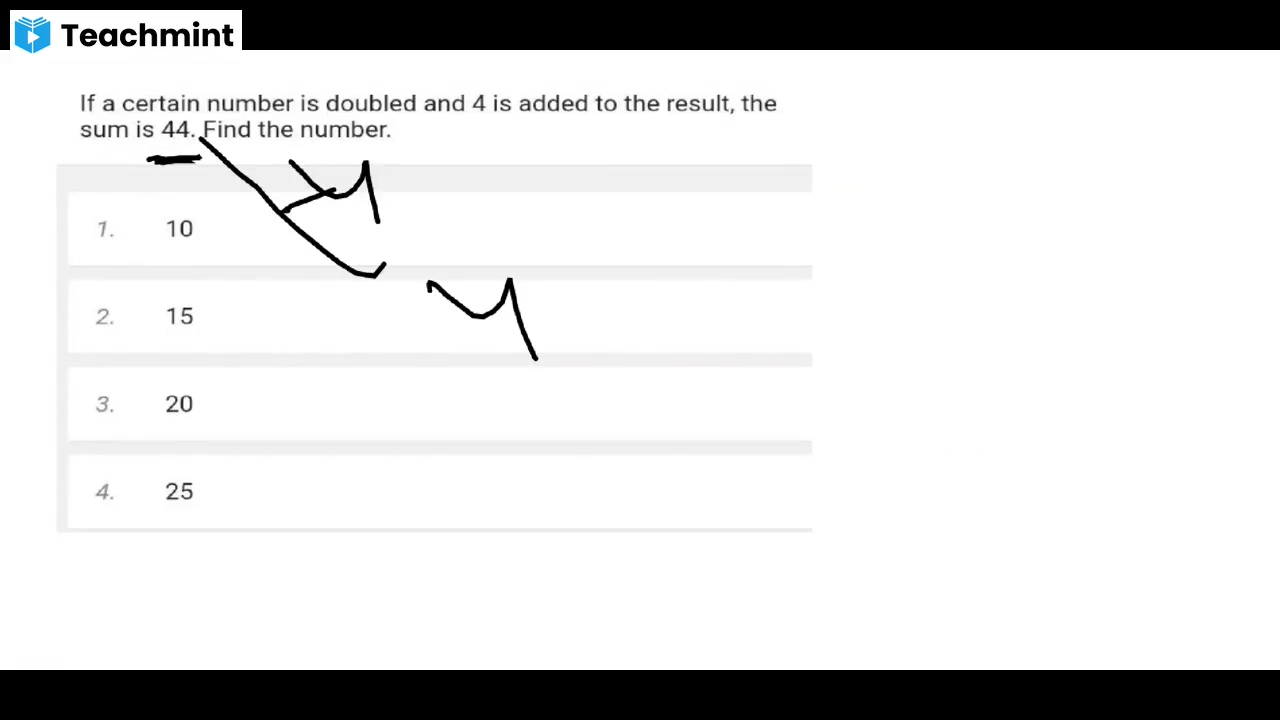 Teachmint
If a certain number is doubled and 4 is added to the result, the
sum is 44. Find the number.
1. 10
2. 15
3. 20
4. 25